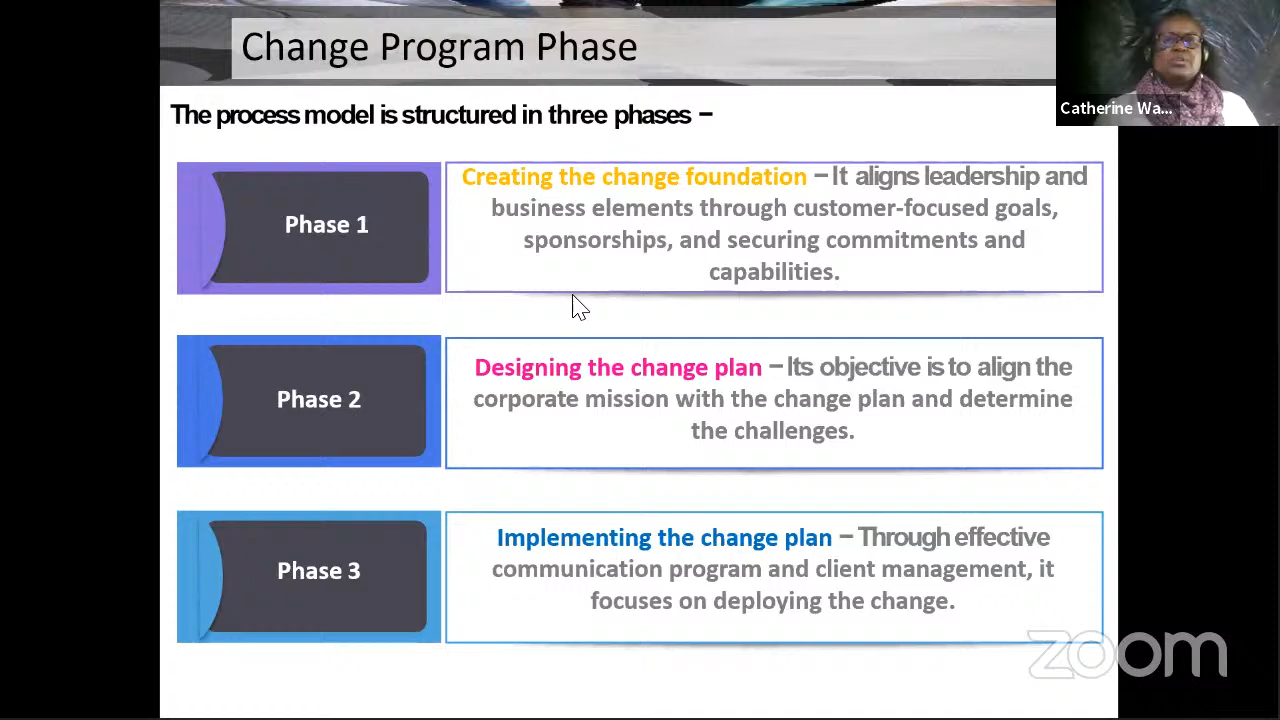 Change Program Phase
Catherine Wa...
The process model is structured in three phases −
Phase 1
Creating the change foundation − It aligns leadership and
business elements through customer-focused goals,
sponsorships, and securing commitments and
capabilities.
Phase 2
Designing the change plan − Its objective is to align the
corporate mission with the change plan and determine
the challenges.
Phase 3
Implementing the change plan − Through effective
communication program and client management, it
focuses on deploying the change.
zoom